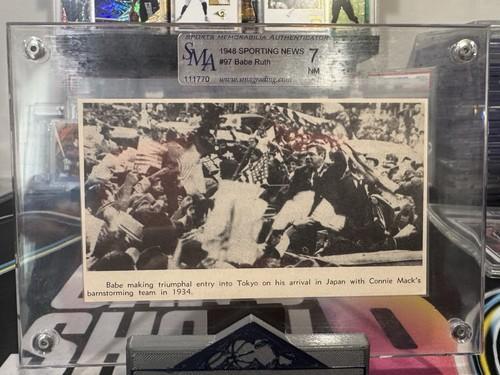 SPORTS MEMORABILIA AUTHENTICATOR
SMA
1948 SPORTING NEWS 7
#97 Babe Ruth NM
111770 www.smagrading.com
Babe making triumphal entry into Tokyo on his arrival in Japan with Connie Mack's
barnstorming team in 1934.